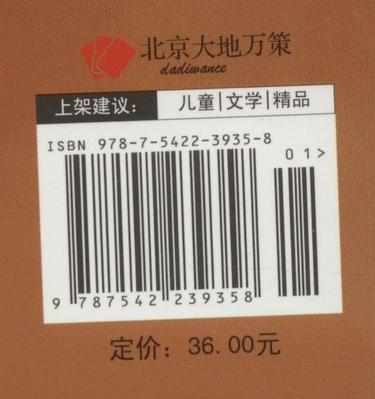 北京大地万策
dadiwance
上架建议： 儿童|文学|精品
ISBN 978-7-5422-3935-8
01>
9 787542 239358
定价：36.00元